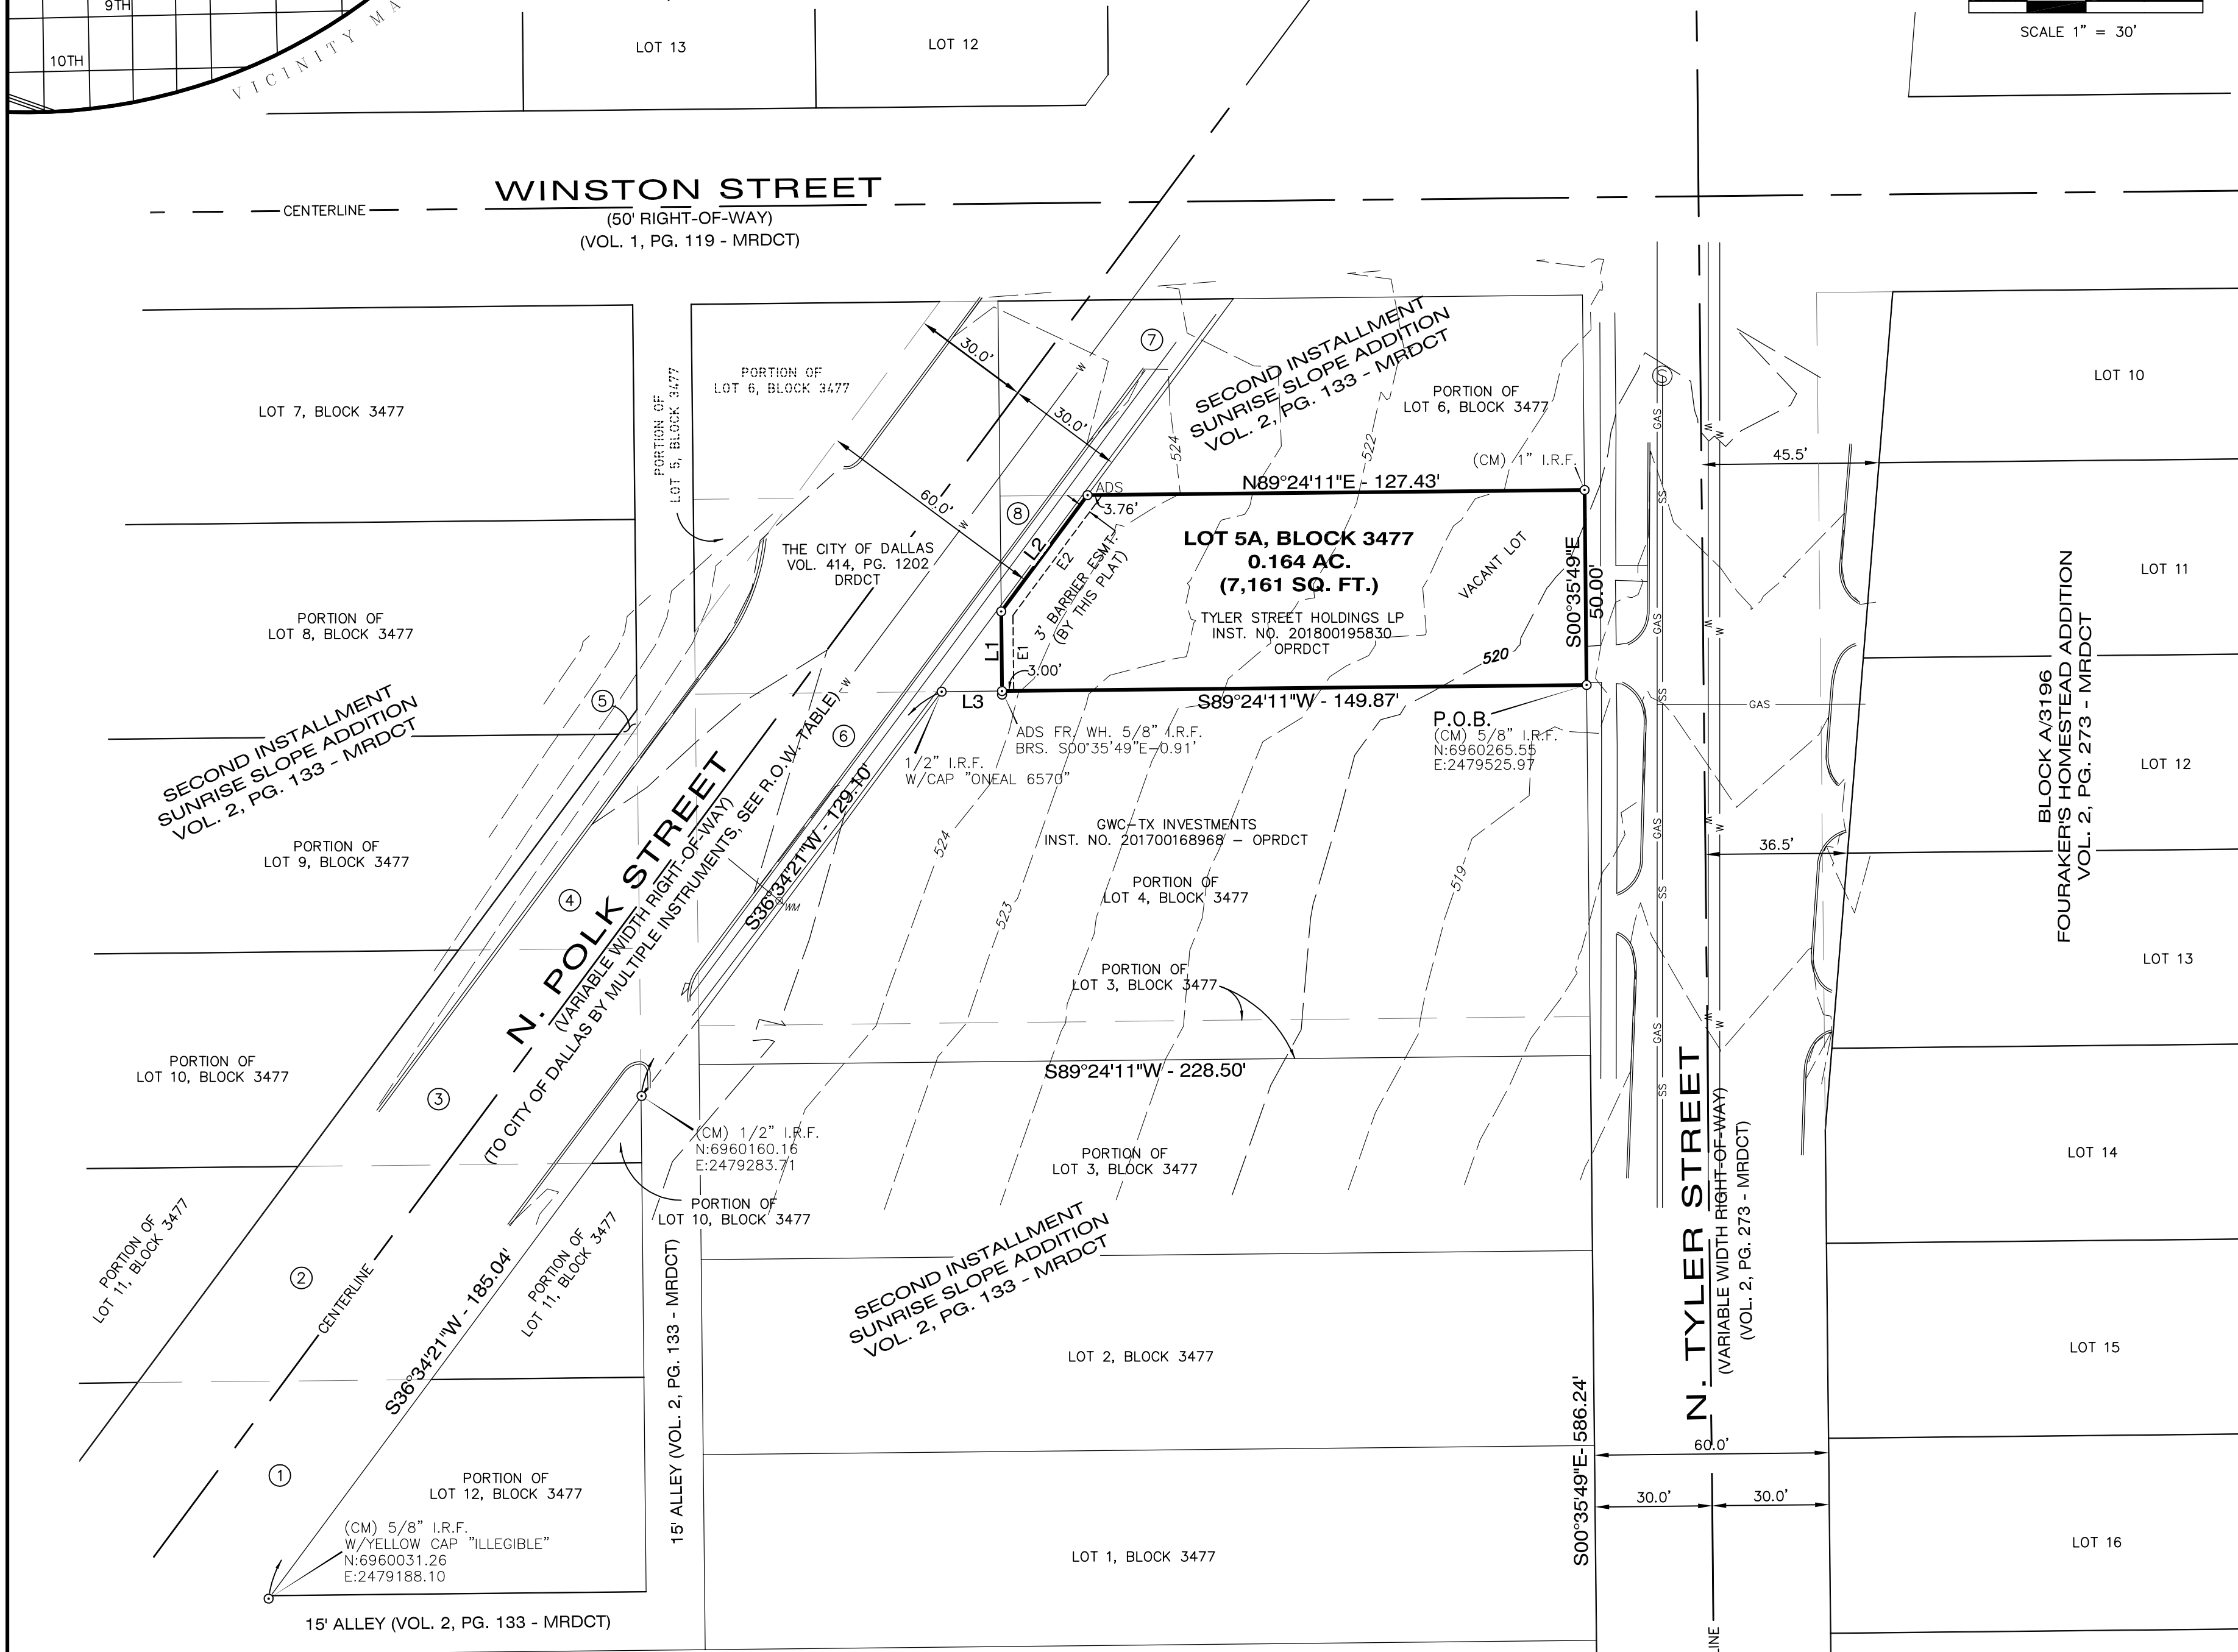 9TH
10TH
VICINITY MA
LOT 13
LOT 12
SCALE 1" = 30'
WINSTON STREET
CENTERLINE
(50' RIGHT-OF-WAY)
(VOL. 1, PG. 119 - MRDCT)
LOT 7, BLOCK 3477
PORTION OF
LOT 5, BLOCK 3477
PORTION OF
LOT 6, BLOCK 3477
30.0'
30.0'
60.0'
W
W
W
7
8
SECOND INSTALLMENT
SUNRISE SLOPE ADDITION
VOL. 2, PG. 133 - MRDCT
524
522
PORTION OF
LOT 6, BLOCK 3477
(CM) 1" I.R.F.
ADS
N89°24'11"E - 127.43'
3.76'
LOT 5A, BLOCK 3477
0.164 AC.
(7,161 SQ. FT.)
TYLER STREET HOLDINGS LP
INST. NO. 201800195830
OPRDCT
VACANT LOT
520
S00°35'49"E
50.00'
L2
E2
3' BARRIER ESMT.
(BY THIS PLAT)
L1
E1
3.00'
L3
S89°24'11"W - 149.87'
THE CITY OF DALLAS
VOL. 414, PG. 1202
DRDCT
PORTION OF
LOT 8, BLOCK 3477
5
6
SECOND INSTALLMENT
SUNRISE SLOPE ADDITION
VOL. 2, PG. 133 - MRDCT
P.O.B.
(CM) 5/8" I.R.F.
N:6960265.55
E:2479525.97
ADS FR. WH. 5/8" I.R.F.
BRS. S00°35'49"E-0.91'
1/2" I.R.F.
W/CAP "ONEAL 6570"
PORTION OF
LOT 9, BLOCK 3477
4
N. POLK STREET
(VARIABLE WIDTH RIGHT-OF-WAY)
(TO CITY OF DALLAS BY MULTIPLE INSTRUMENTS, SEE R.O.W. TABLE)
S36°34'21"W - 129.10'
WM
524
523
519
GWC-TX INVESTMENTS
INST. NO. 201700168968 - OPRDCT
PORTION OF
LOT 4, BLOCK 3477
PORTION OF
LOT 3, BLOCK 3477
S89°24'11"W - 228.50'
PORTION OF
LOT 10, BLOCK 3477
3
(CM) 1/2" I.R.F.
N:6960160.16
E:2479283.71
PORTION OF
LOT 3, BLOCK 3477
PORTION OF
LOT 10, BLOCK 3477
PORTION OF
LOT 11, BLOCK 3477
2
CENTERLINE
S36°34'21"W - 185.04'
PORTION OF
LOT 11, BLOCK 3477
15' ALLEY (VOL. 2, PG. 133 - MRDCT)
SECOND INSTALLMENT
SUNRISE SLOPE ADDITION
VOL. 2, PG. 133 - MRDCT
LOT 2, BLOCK 3477
1
PORTION OF
LOT 12, BLOCK 3477
(CM) 5/8" I.R.F.
W/YELLOW CAP "ILLEGIBLE"
N:6960031.26
E:2479188.10
LOT 1, BLOCK 3477
15' ALLEY (VOL. 2, PG. 133 - MRDCT)
S00°35'49"E- 586.24'
N. TYLER STREET
(VARIABLE WIDTH RIGHT-OF-WAY)
(VOL. 2, PG. 273 - MRDCT)
60.0'
30.0'
30.0'
LINE
S
GAS
SS
GAS
SS
GAS
GAS
SS
GAS
SS
W
W
W
W
W
W
W
W
45.5'
36.5'
BLOCK A/3196
FOURAKER'S HOMESTEAD ADDITION
VOL. 2, PG. 273 - MRDCT
LOT 10
LOT 11
LOT 12
LOT 13
LOT 14
LOT 15
LOT 16